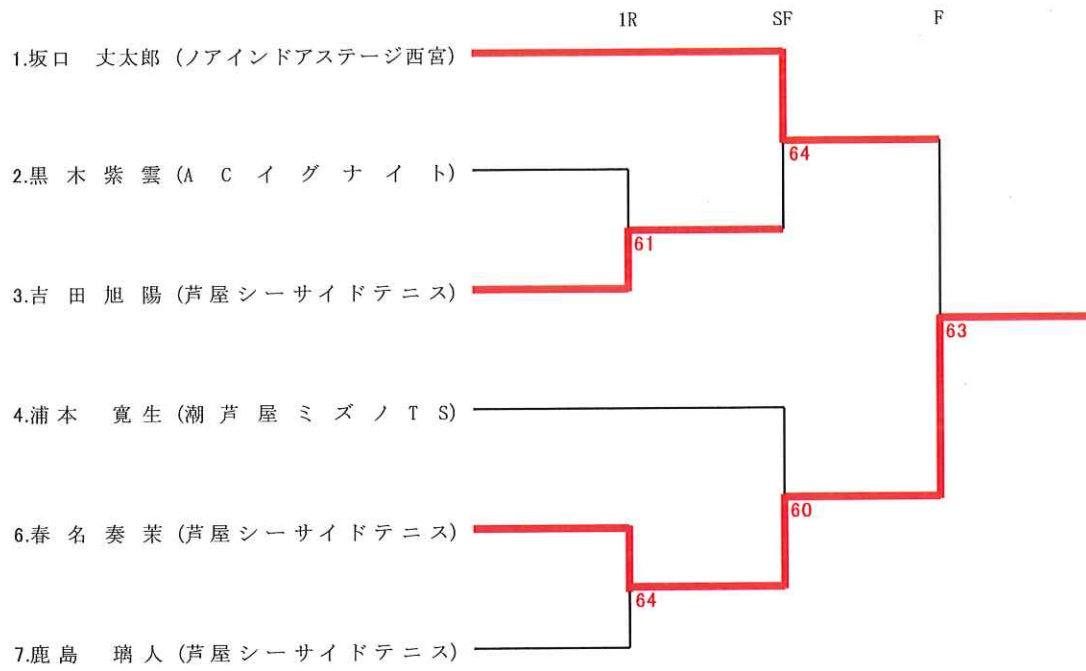 1R SF F
1.坂口 丈太郎 (ノアインドアステージ西宮)
64
2.黒木紫雲 (ACイグナイト)
61
3.吉田旭陽 (芦屋シーサイドテニス)
63
4.浦本 寛生 (潮芦屋ミズノTS)
60
6.春名奏茉 (芦屋シーサイドテニス)
64
7.鹿島 璃人 (芦屋シーサイドテニス)